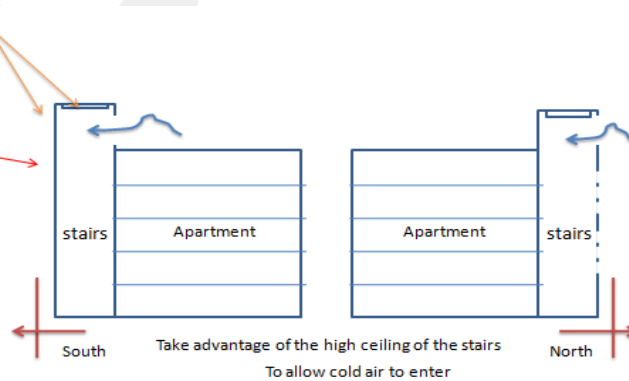 stairs
Apartment
Apartment
stairs
South
Take advantage of the high ceiling of the stairs
North
To allow cold air to enter